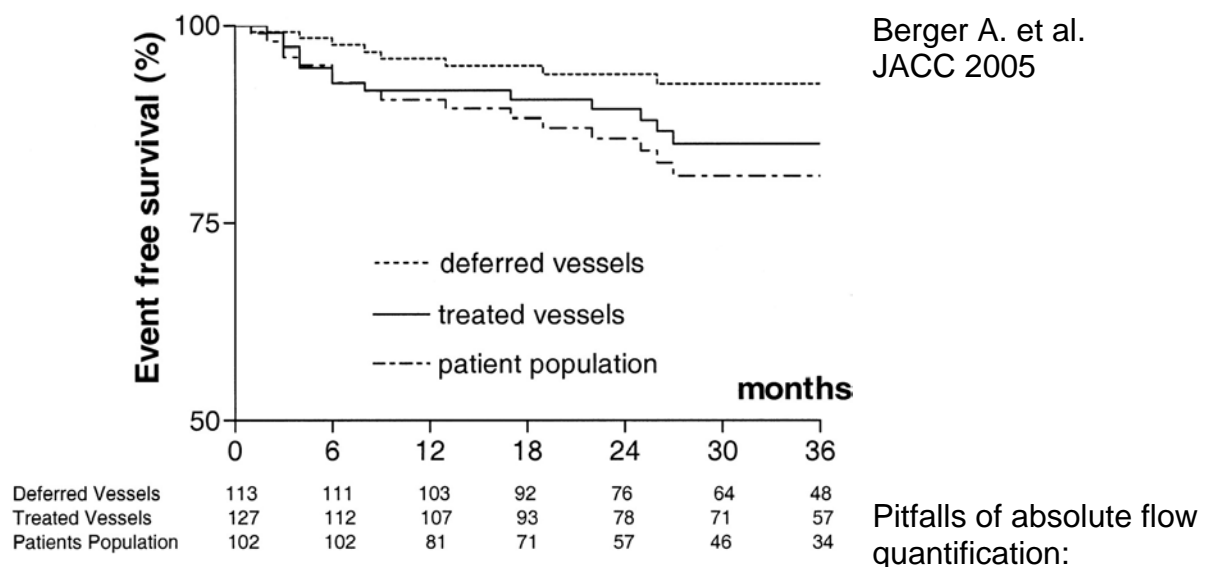 Berger A. et al.
JACC 2005
Event free survival (%)
100
75
50
deferred vessels
treated vessels
patient population
months
0 6 12 18 24 30 36
Deferred Vessels 113 111 103 92 76 64 48
Treated Vessels 127 112 107 93 78 71 57
Patients Population 102 102 81 71 57 46 34
Pitfalls of absolute flow
quantification: